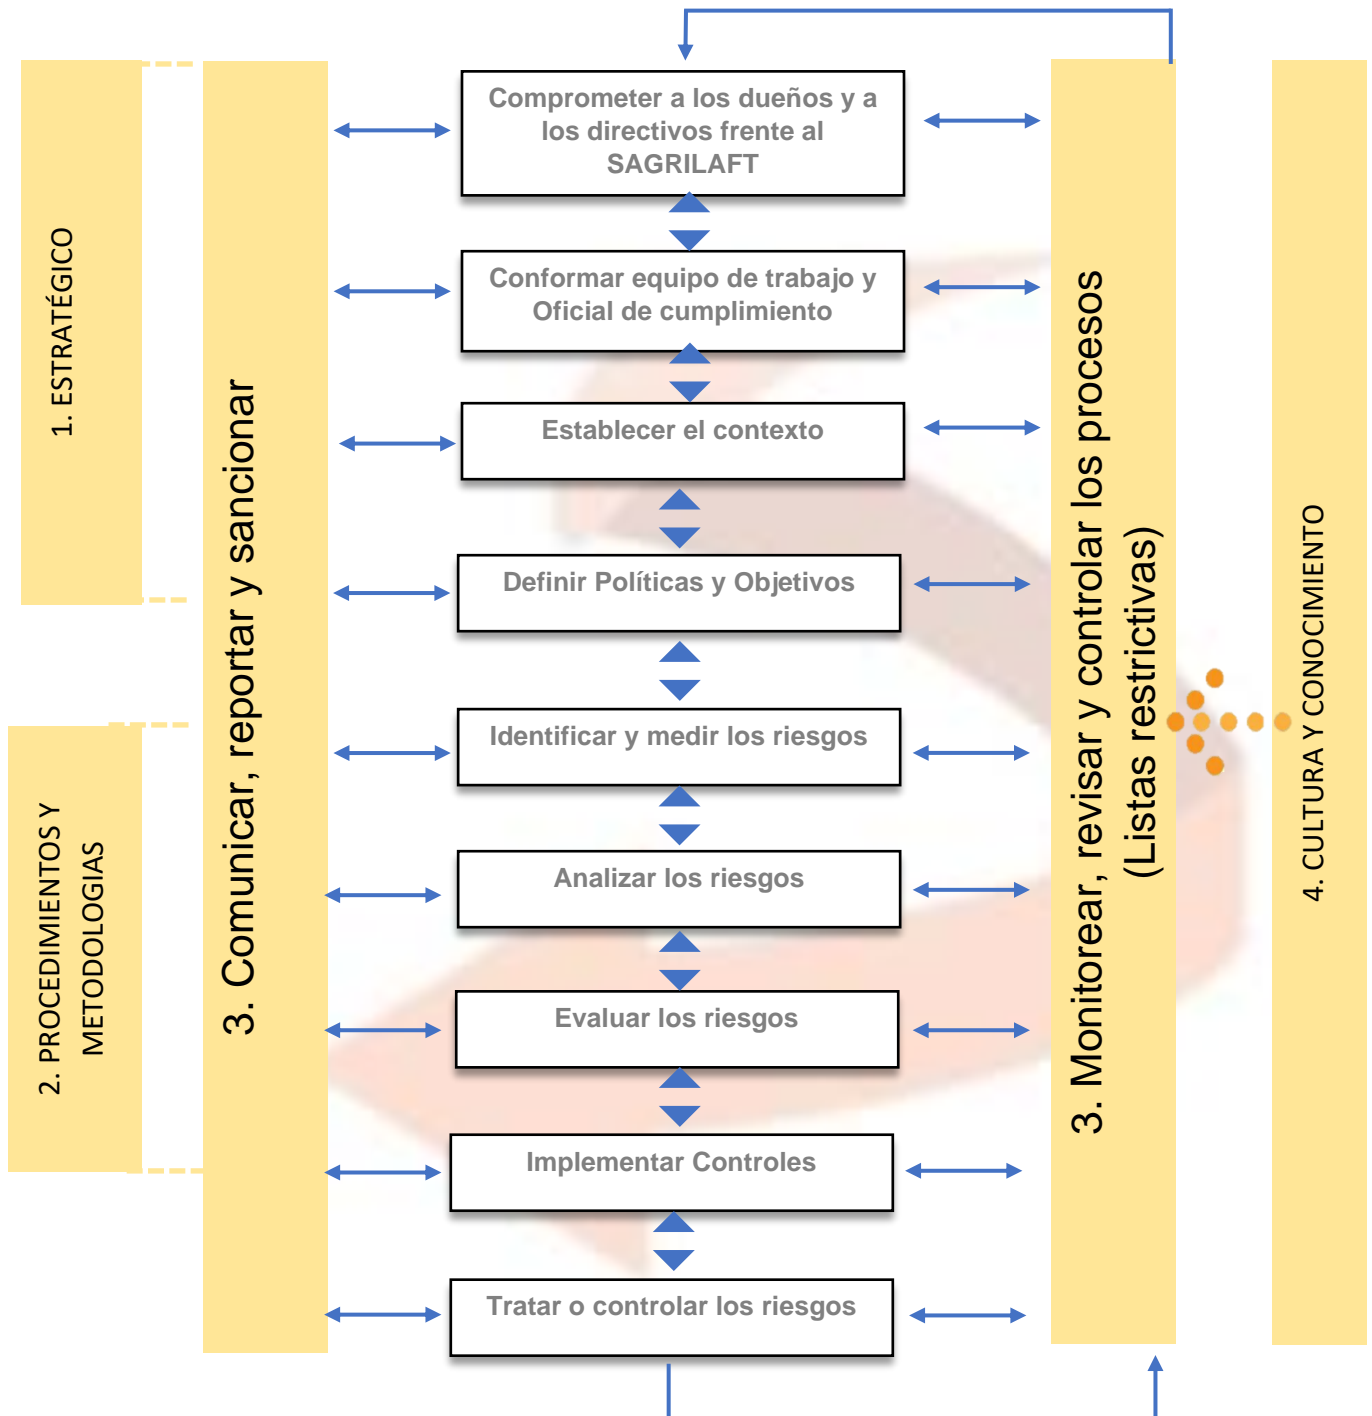 1. ESTRATÉGICO
2. PROCEDIMIENTOS Y
METODOLOGIAS
3. Comunicar, reportar y sancionar
Comprometer a los dueños y a
los directivos frente al
SAGRILAFT
Conformar equipo de trabajo y
Oficial de cumplimiento
Establecer el contexto
Definir Políticas y Objetivos
Identificar y medir los riesgos
Analizar los riesgos
Evaluar los riesgos
Implementar Controles
Tratar o controlar los riesgos
3. Monitorear, revisar y controlar los procesos
(Listas restrictivas)
4. CULTURA Y CONOCIMIENTO